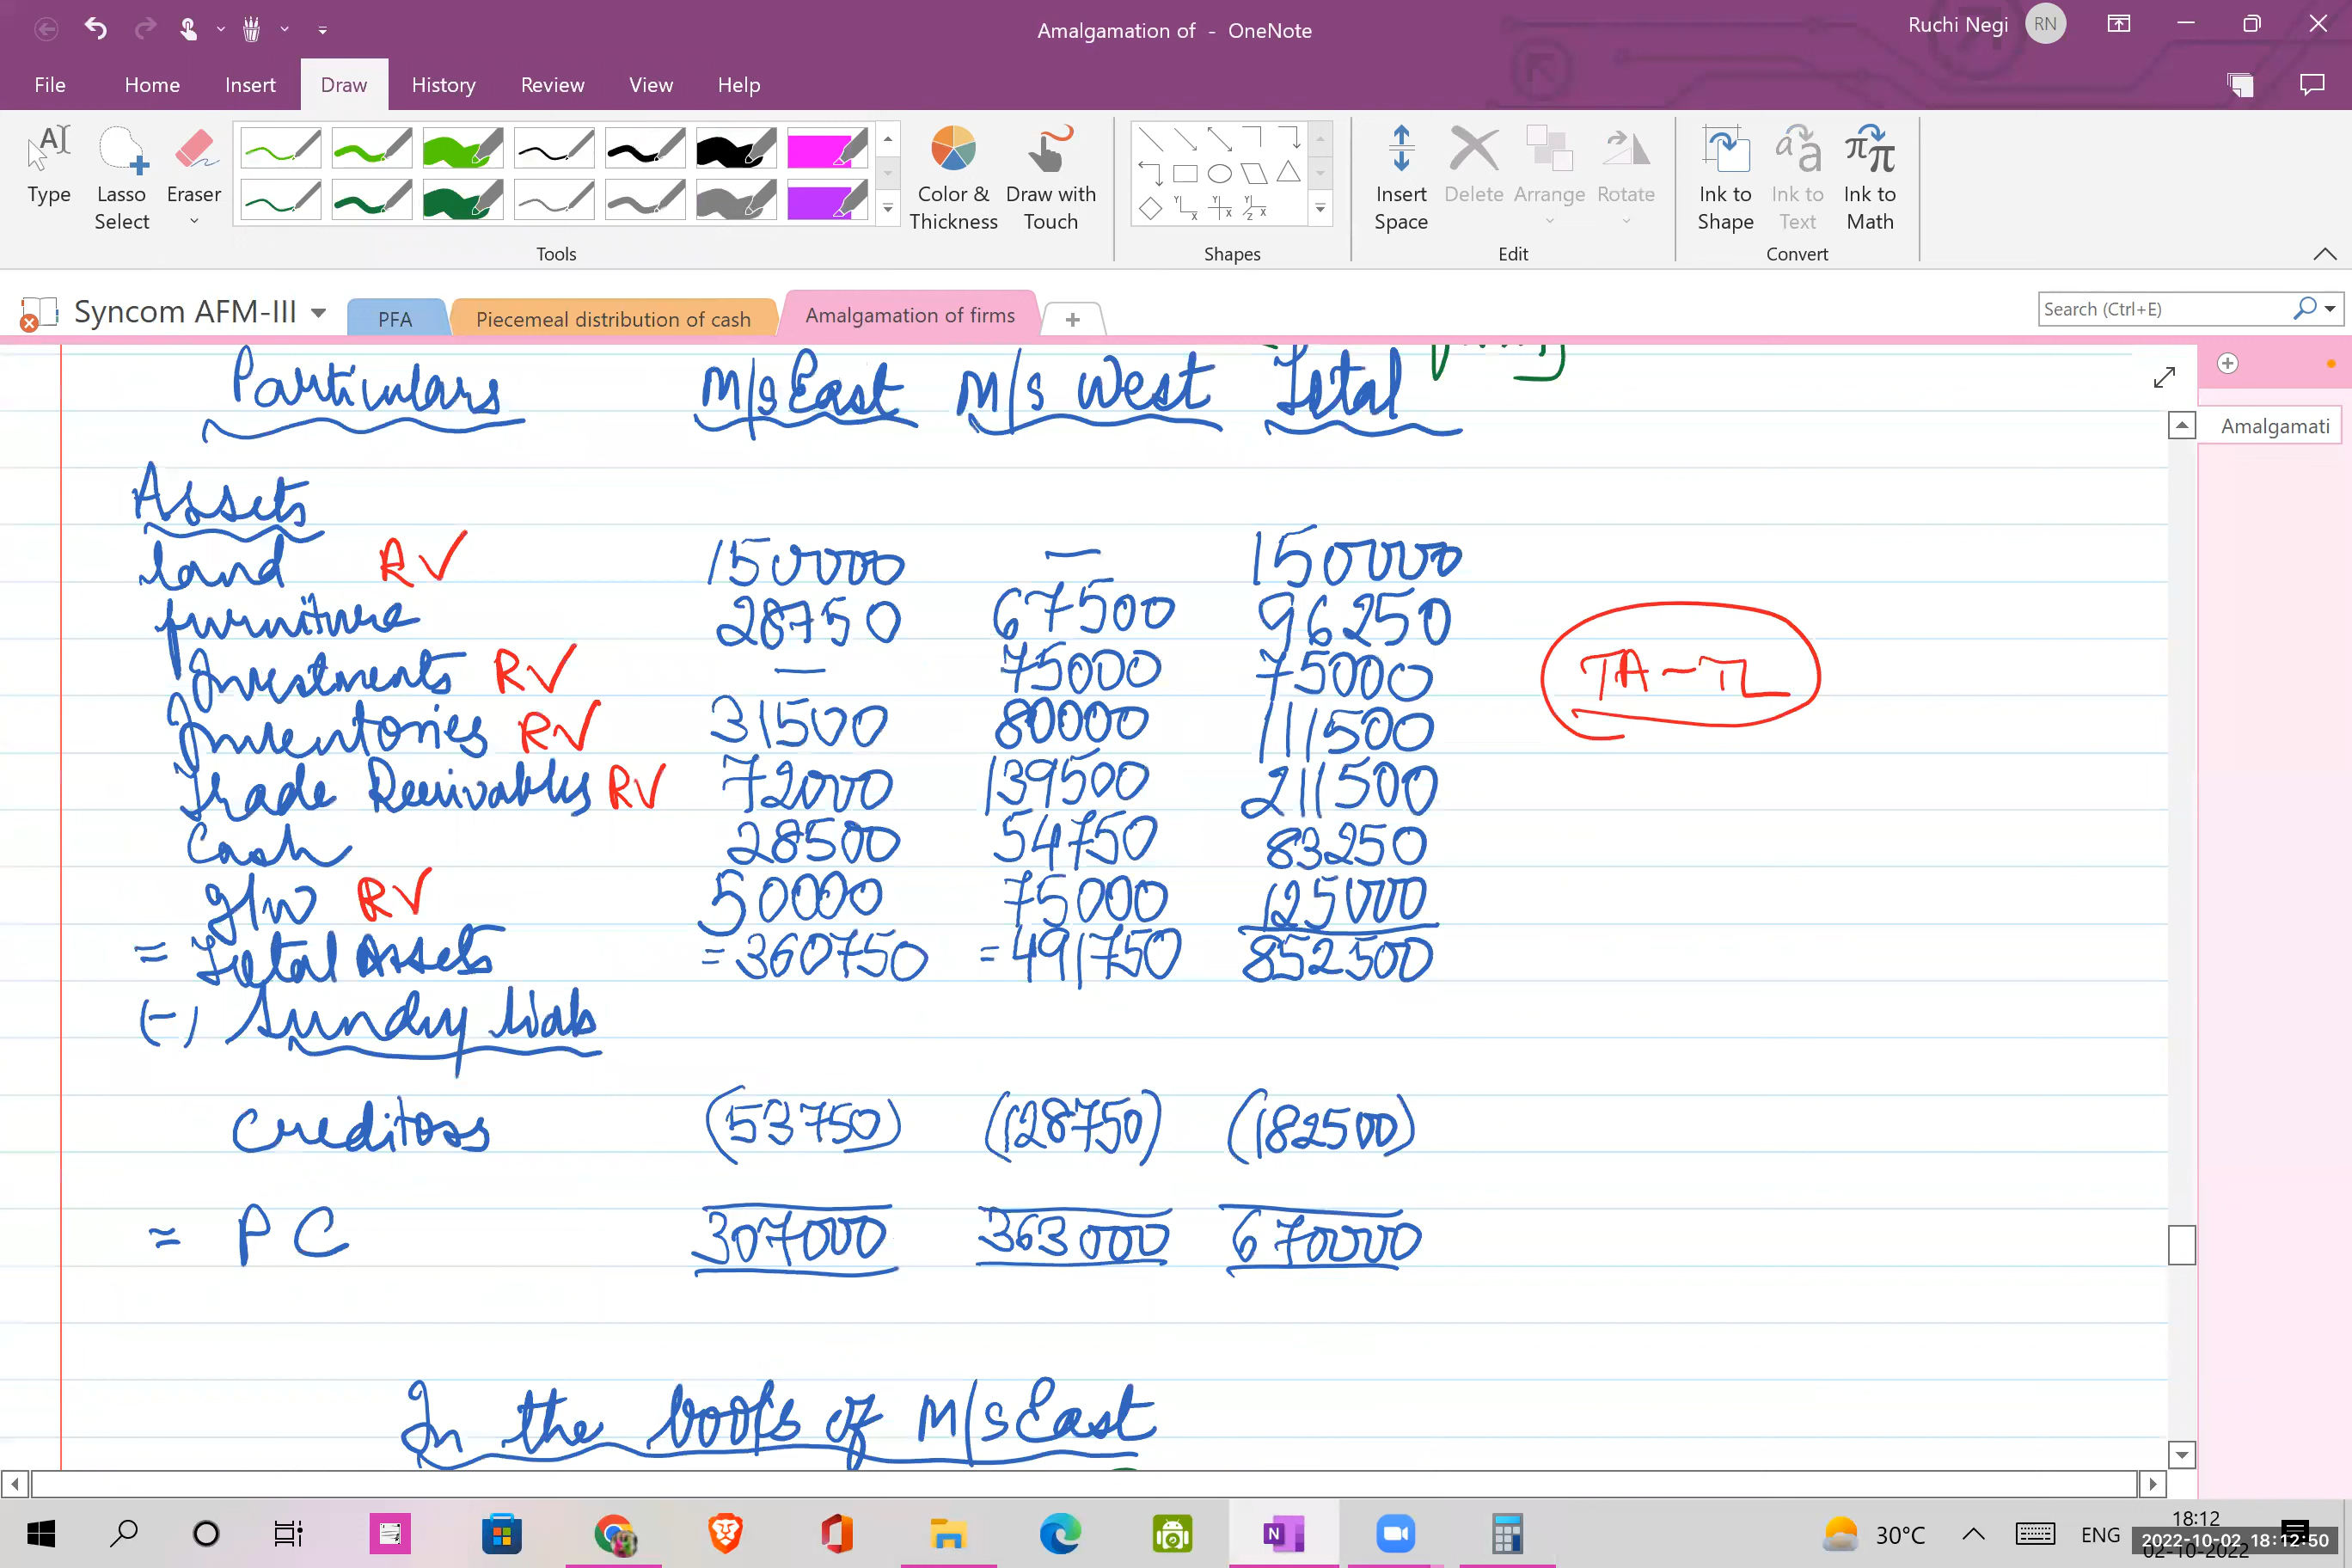 Amalgamation of - OneNote
Ruchi Negi RN
File Home Insert Draw History Review View Help
Type Lasso Select Eraser Color & Thickness Draw with Touch Insert Space Delete Arrange Rotate Ink to Shape Ink to Text Ink to Math
Tools Shapes Edit Convert
Syncom AFM-III PFA Piecemeal distribution of cash Amalgamation of firms + Search (Ctrl+E)
Amalgamati
Particulars M/s East M/s West Total
Assets
land RV 150000 — 150000
furniture 28750 67500 96250
Investments RV — 75000 75000
TA – TL
Inventories RV 31500 80000 111500
Trade Receivables RV 72000 139500 211500
Cash 28500 54750 83250
g/w RV 50000 75000 125000
= Total Assets = 360750 = 491750 852500
(-) Sundry liab
Creditors (53750) (128750) (182500)
= P C 307000 363000 670000
In the books of M/s East
30°C ENG 18:12
2022-10-02 18:12:50
02-10-2022